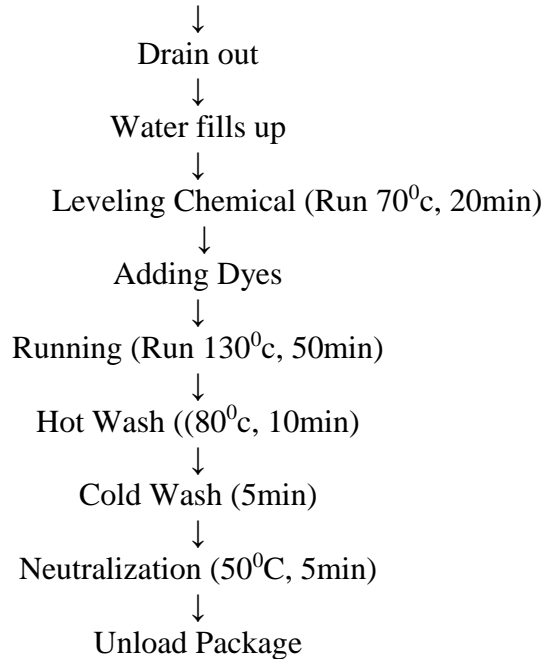 ↓
Drain out
↓
Water fills up
↓
Leveling Chemical (Run 70⁰c, 20min)
↓
Adding Dyes
↓
Running (Run 130⁰c, 50min)
↓
Hot Wash ((80⁰c, 10min)
↓
Cold Wash (5min)
↓
Neutralization (50⁰C, 5min)
↓
Unload Package